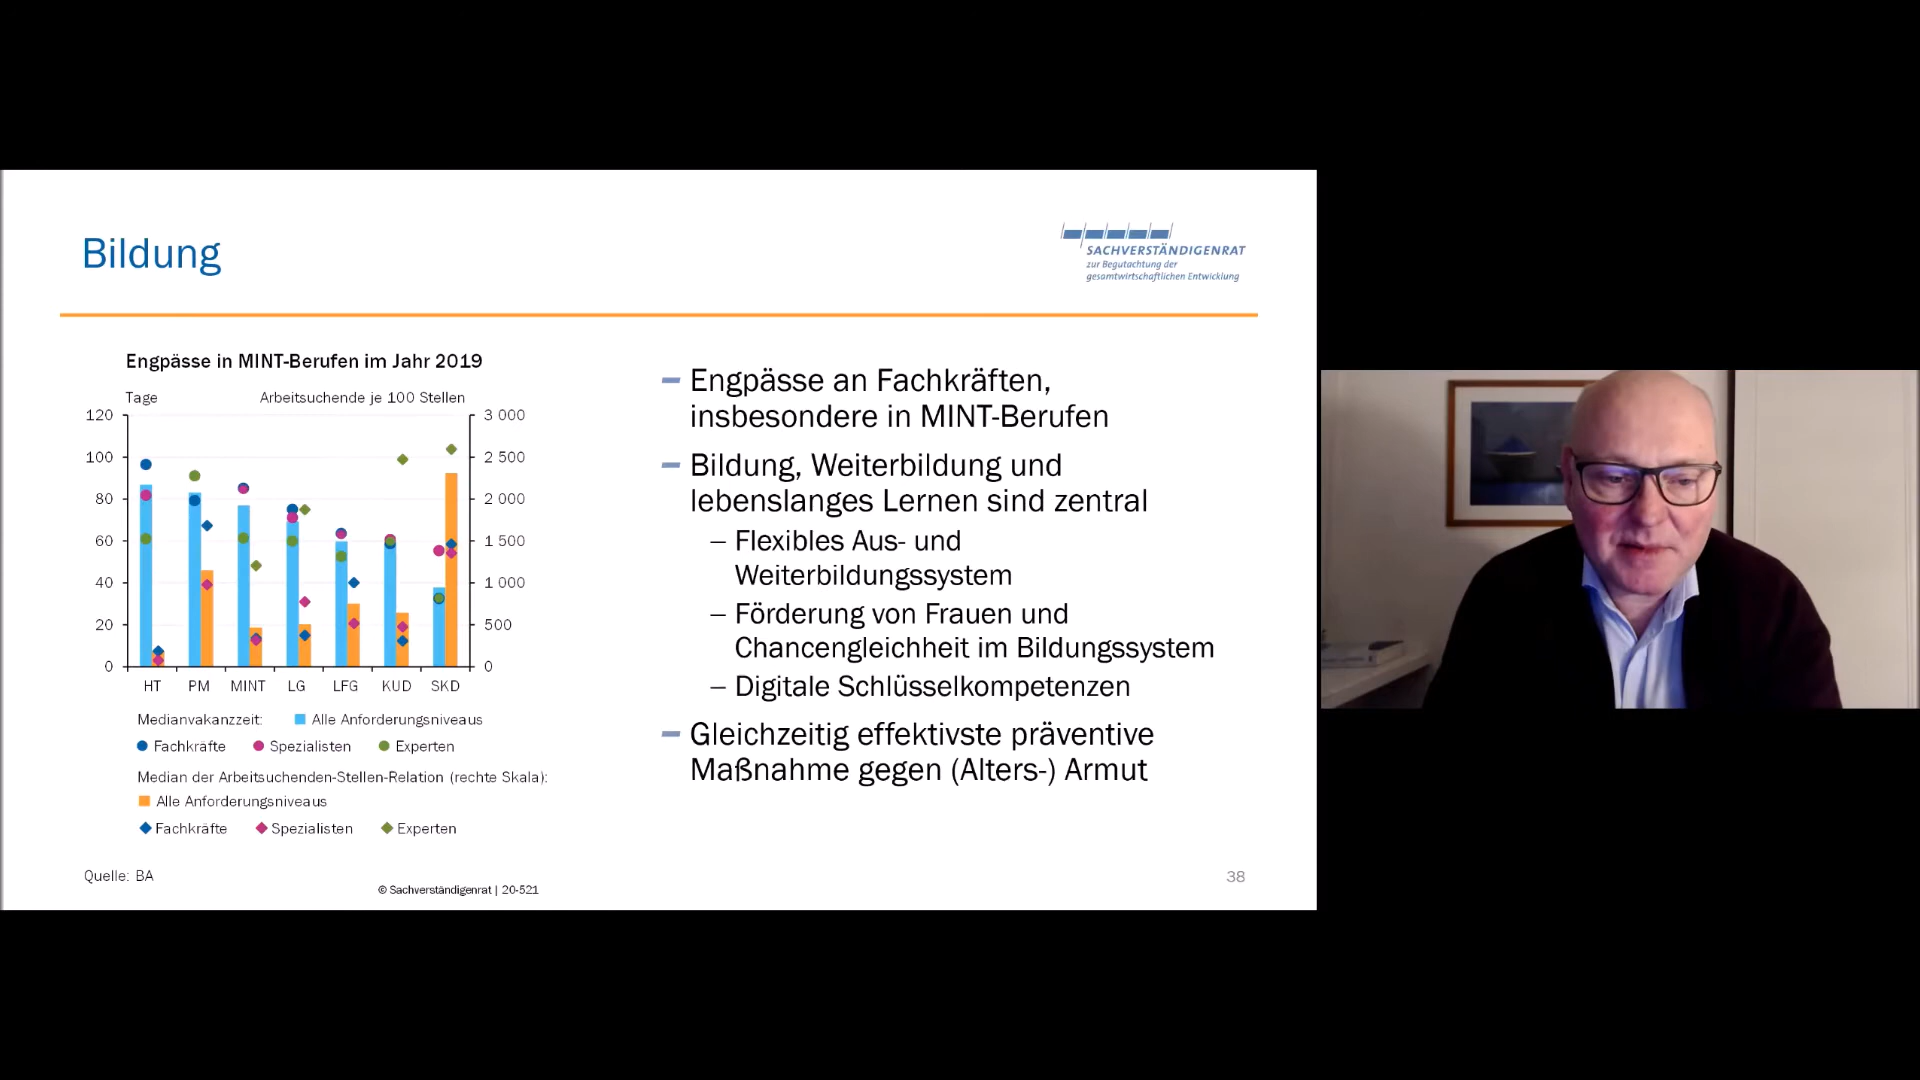 Bildung
SACHVERSTÄNDIGENRAT
zur Begutachtung der
gesamtwirtschaftlichen Entwicklung
Engpässe in MINT-Berufen im Jahr 2019
Tage Arbeitsuchende je 100 Stellen
120 3 000
100 2 500
80 2 000
60 1 500
40 1 000
20 500
0 0
HT PM MINT LG LFG KUD SKD
Medianvakanzzeit: Alle Anforderungsniveaus
Fachkräfte Spezialisten Experten
Median der Arbeitsuchenden-Stellen-Relation (rechte Skala):
Alle Anforderungsniveaus
Fachkräfte Spezialisten Experten
Quelle: BA
© Sachverständigenrat | 20-521
– Engpässe an Fachkräften,
insbesondere in MINT-Berufen
– Bildung, Weiterbildung und
lebenslanges Lernen sind zentral
– Flexibles Aus- und
Weiterbildungssystem
– Förderung von Frauen und
Chancengleichheit im Bildungssystem
– Digitale Schlüsselkompetenzen
– Gleichzeitig effektivste präventive
Maßnahme gegen (Alters-) Armut
38